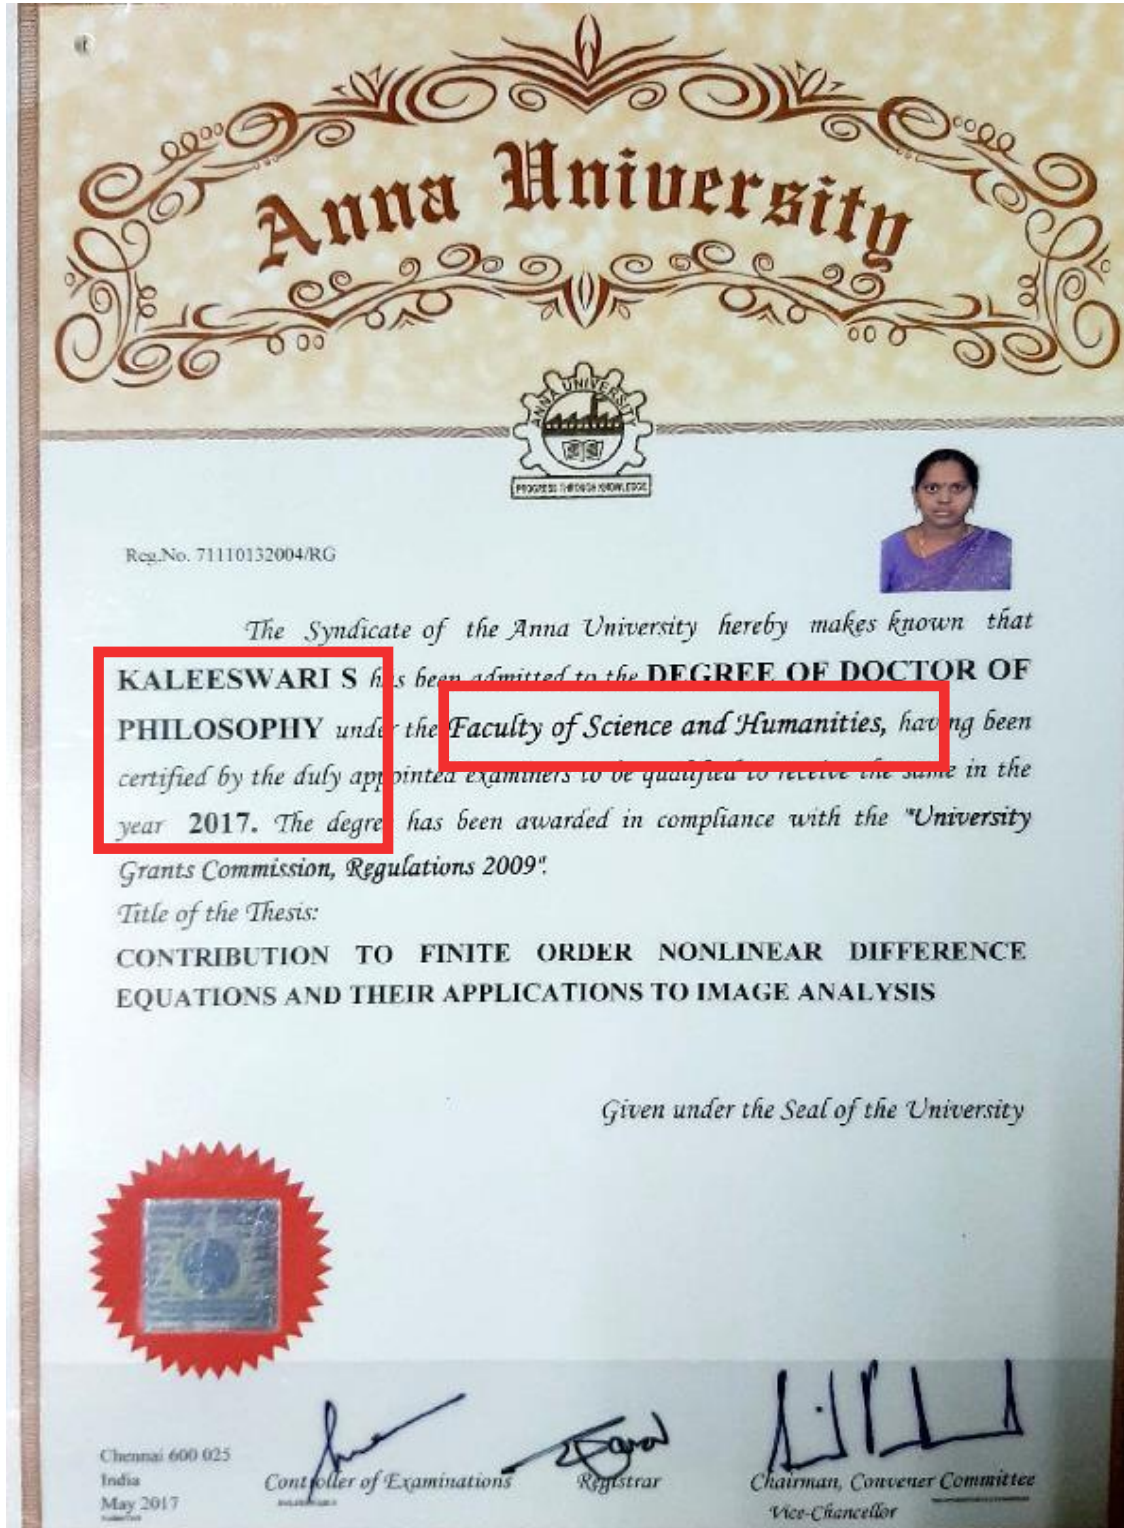 Anna University
ANNA UNIVERSITY
PROGRESS THROUGH KNOWLEDGE
Reg.No. 71110132004/RG
The Syndicate of the Anna University hereby makes known that
KALEESWARI S has been admitted to the DEGREE OF DOCTOR OF
PHILOSOPHY under the Faculty of Science and Humanities, having been
certified by the duly appointed examiners to be qualified to receive the same in the
year 2017. The degree has been awarded in compliance with the "University
Grants Commission, Regulations 2009".
Title of the Thesis:
CONTRIBUTION TO FINITE ORDER NONLINEAR DIFFERENCE
EQUATIONS AND THEIR APPLICATIONS TO IMAGE ANALYSIS
Given under the Seal of the University
Chennai 600 025
India
May 2017
Controller of Examinations
Registrar
Chairman, Convener Committee
Vice-Chancellor